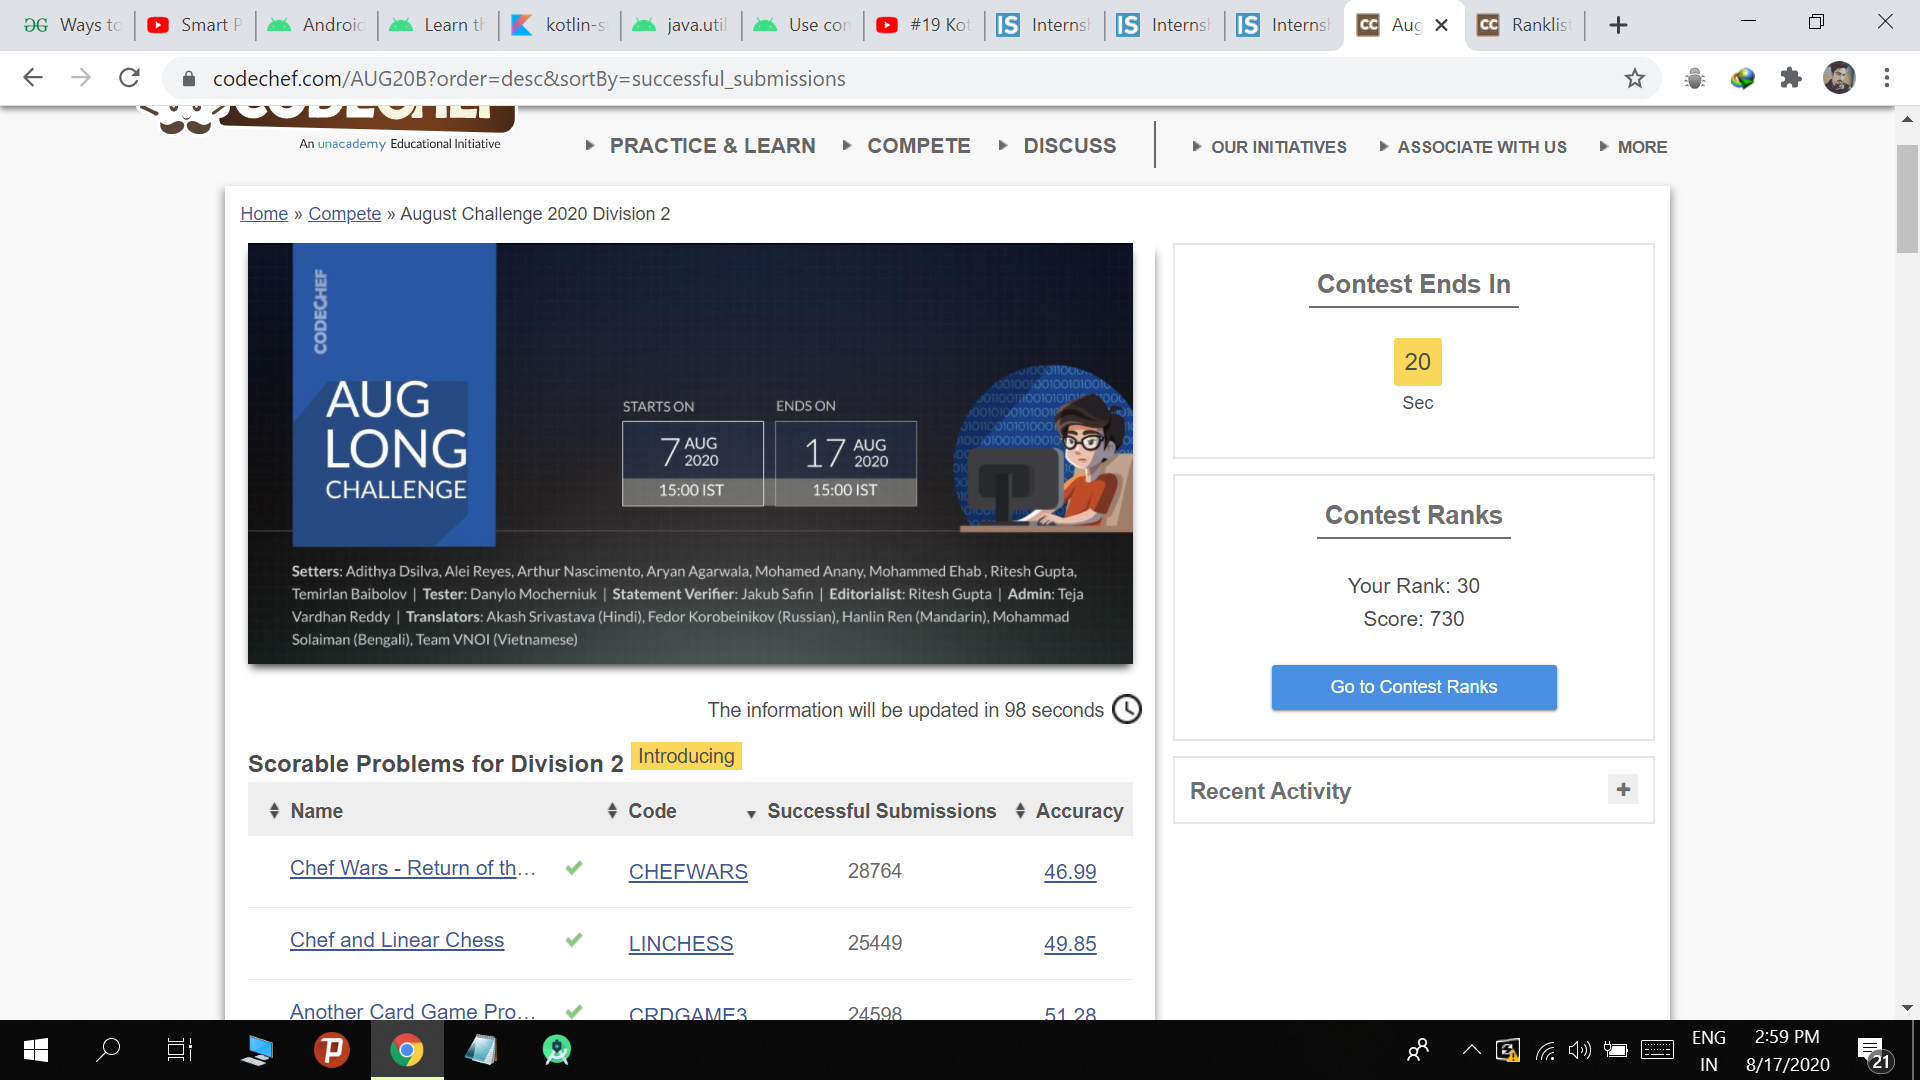 Ways to
Smart P
Android
Learn th
kotlin-s
java.util
Use con
#19 Kot
Internsh
Internsh
Internsh
Aug
Ranklist
codechef.com/AUG20B?order=desc&sortBy=successful_submissions
An unacademy Educational Initiative
PRACTICE & LEARN
COMPETE
DISCUSS
OUR INITIATIVES
ASSOCIATE WITH US
MORE
Home » Compete » August Challenge 2020 Division 2
CODECHEF
AUG
LONG
CHALLENGE
STARTS ON
7 AUG 2020
15:00 IST
ENDS ON
17 AUG 2020
15:00 IST
Setters: Adithya Dsilva, Alei Reyes, Arthur Nascimento, Aryan Agarwala, Mohamed Anany, Mohammed Ehab , Ritesh Gupta,
Temirlan Baibolov | Tester: Danylo Mocherniuk | Statement Verifier: Jakub Safin | Editorialist: Ritesh Gupta | Admin: Teja
Vardhan Reddy | Translators: Akash Srivastava (Hindi), Fedor Korobeinikov (Russian), Hanlin Ren (Mandarin), Mohammad
Solaiman (Bengali), Team VNOI (Vietnamese)
The information will be updated in 98 seconds
Scorable Problems for Division 2 Introducing
Name Code Successful Submissions Accuracy
Chef Wars - Return of th... CHEFWARS 28764 46.99
Chef and Linear Chess LINCHESS 25449 49.85
Another Card Game Pro... CRDGAME3 24598 51.28
Contest Ends In
20
Sec
Contest Ranks
Your Rank: 30
Score: 730
Go to Contest Ranks
Recent Activity
ENG
IN
2:59 PM
8/17/2020
21